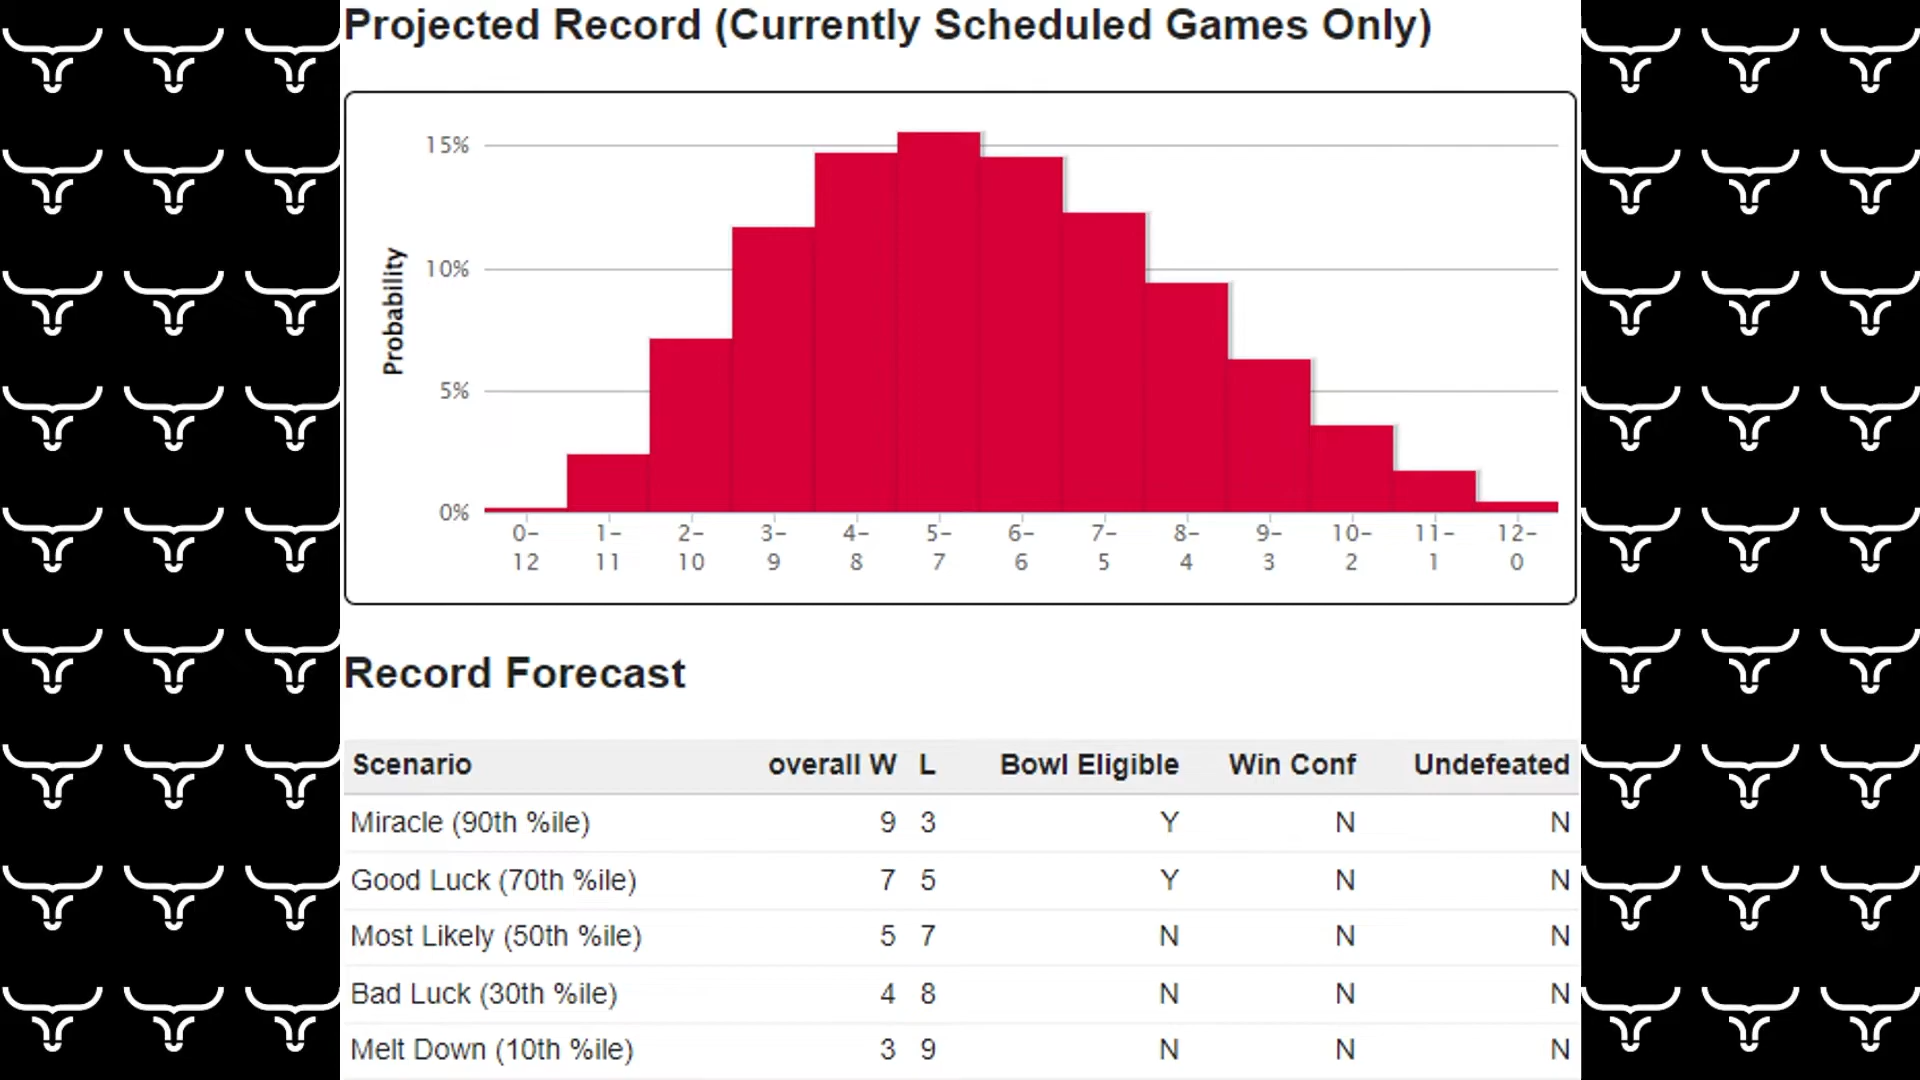 Projected Record (Currently Scheduled Games Only)
Probability
15%
10%
5%
0%
0- 1- 2- 3- 4- 5- 6- 7- 8- 9- 10- 11- 12-
12 11 10 9 8 7 6 5 4 3 2 1 0
Record Forecast
Scenario overall W L Bowl Eligible Win Conf Undefeated
Miracle (90th %ile) 9 3 Y N N
Good Luck (70th %ile) 7 5 Y N N
Most Likely (50th %ile) 5 7 N N N
Bad Luck (30th %ile) 4 8 N N N
Melt Down (10th %ile) 3 9 N N N